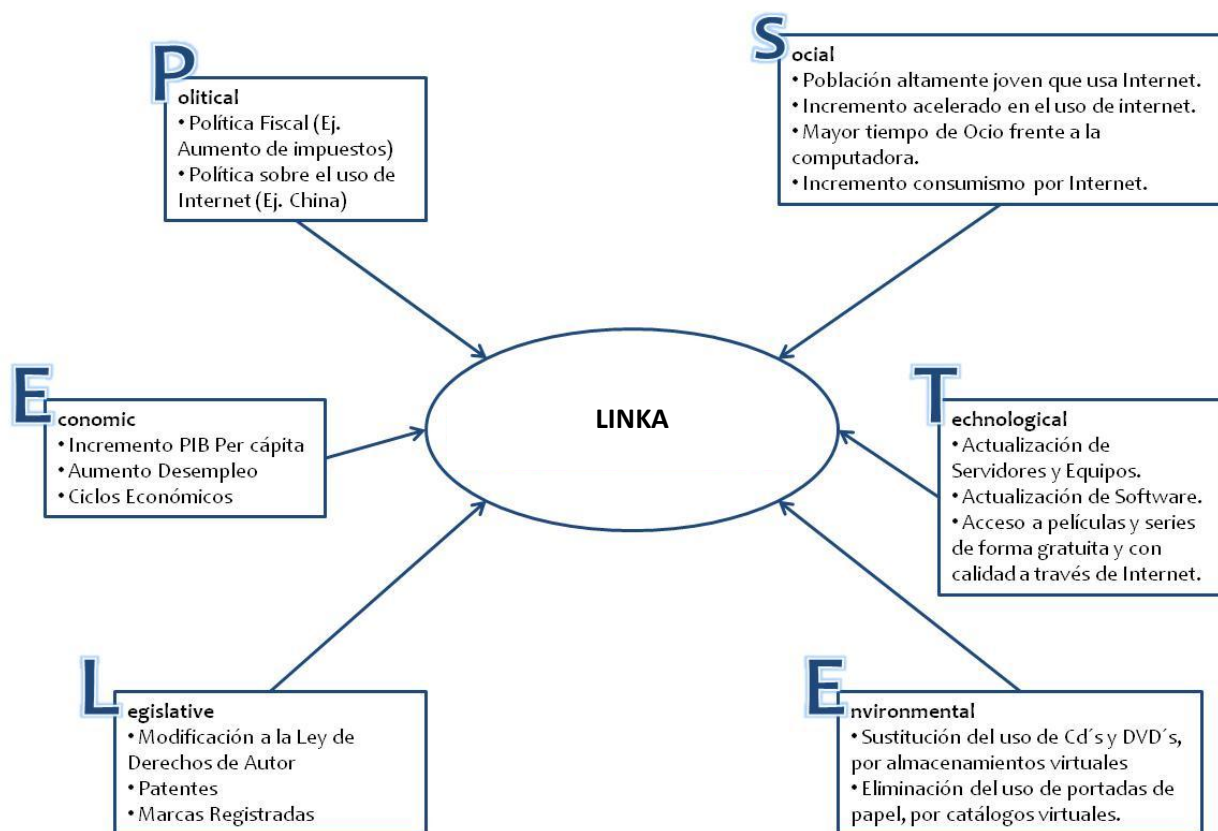 Political
• Política Fiscal (Ej.
Aumento de impuestos)
• Política sobre el uso de
Internet (Ej. China)
Social
• Población altamente joven que usa Internet.
• Incremento acelerado en el uso de internet.
• Mayor tiempo de Ocio frente a la
computadora.
• Incremento consumismo por Internet.
Economic
• Incremento PIB Per cápita
• Aumento Desempleo
• Ciclos Económicos
LINKA
Technological
• Actualización de
Servidores y Equipos.
• Actualización de Software.
• Acceso a películas y series
de forma gratuita y con
calidad a través de Internet.
Legislative
• Modificación a la Ley de
Derechos de Autor
• Patentes
• Marcas Registradas
Environmental
• Sustitución del uso de Cd´s y DVD´s,
por almacenamientos virtuales
• Eliminación del uso de portadas de
papel, por catálogos virtuales.